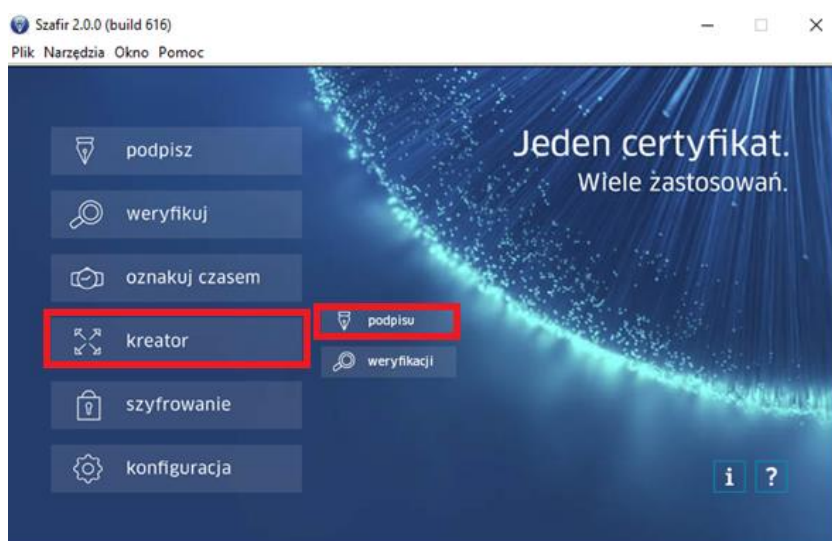 Szafir 2.0.0 (build 616)
Plik Narzędzia Okno Pomoc
Jeden certyfikat.
Wiele zastosowań.
podpisz
weryfikuj
oznakuj czasem
kreator
podpisu
weryfikacji
szyfrowanie
konfiguracja
i ?